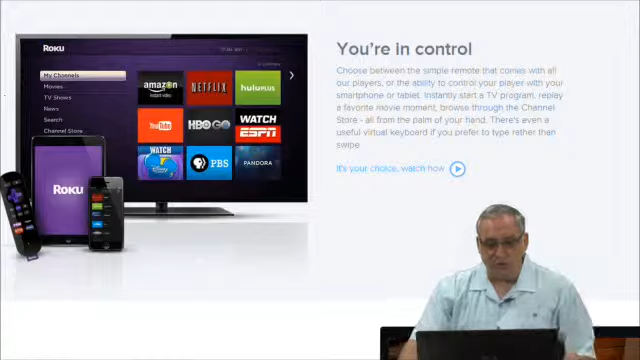 Roku
My Channels
Movies
TV Shows
News
Search
Channel Store
amazon
instant video
NETFLIX
huluplus
YouTube
HBO GO
WATCH
ESPN
WATCH
Disney
PBS
PANDORA
Roku
You're in control
Choose between the simple remote that comes with all
our players, or the ability to control your player with your
smartphone or tablet. Instantly start a TV program, replay
a favorite movie moment, browse through the Channel
Store - all from the palm of your hand. There's even a
useful virtual keyboard if you prefer to type rather than
swipe.
It's your choice, watch how